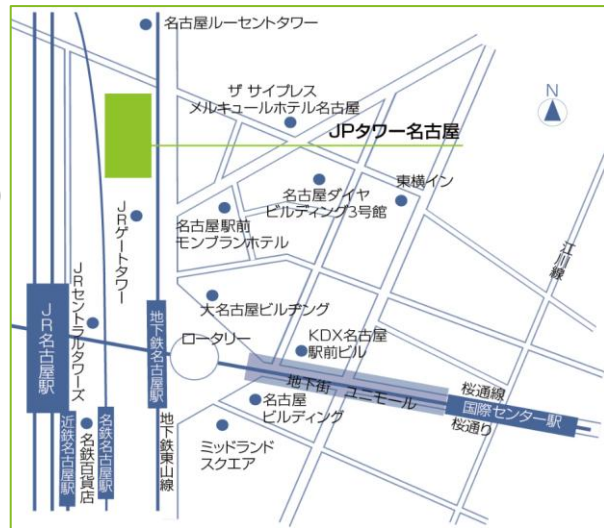 名古屋ルーセントタワー
ザ サイプレス
メルキュールホテル名古屋
N
JPタワー名古屋
名古屋ダイヤ
ビルディング3号館
東横イン
名古屋駅前
モンブランホテル
JRゲートタワー
江川線
JRセントラルタワーズ
大名古屋ビルヂング
ロータリー
KDX名古屋
駅前ビル
JR名古屋駅
地下鉄名古屋駅
地下街 ユニモール
桜通線
国際センター駅
桜通り
名古屋
ビルディング
ミッドランド
スクエア
近鉄名古屋駅
名鉄百貨店
名鉄名古屋駅
地下鉄東山線